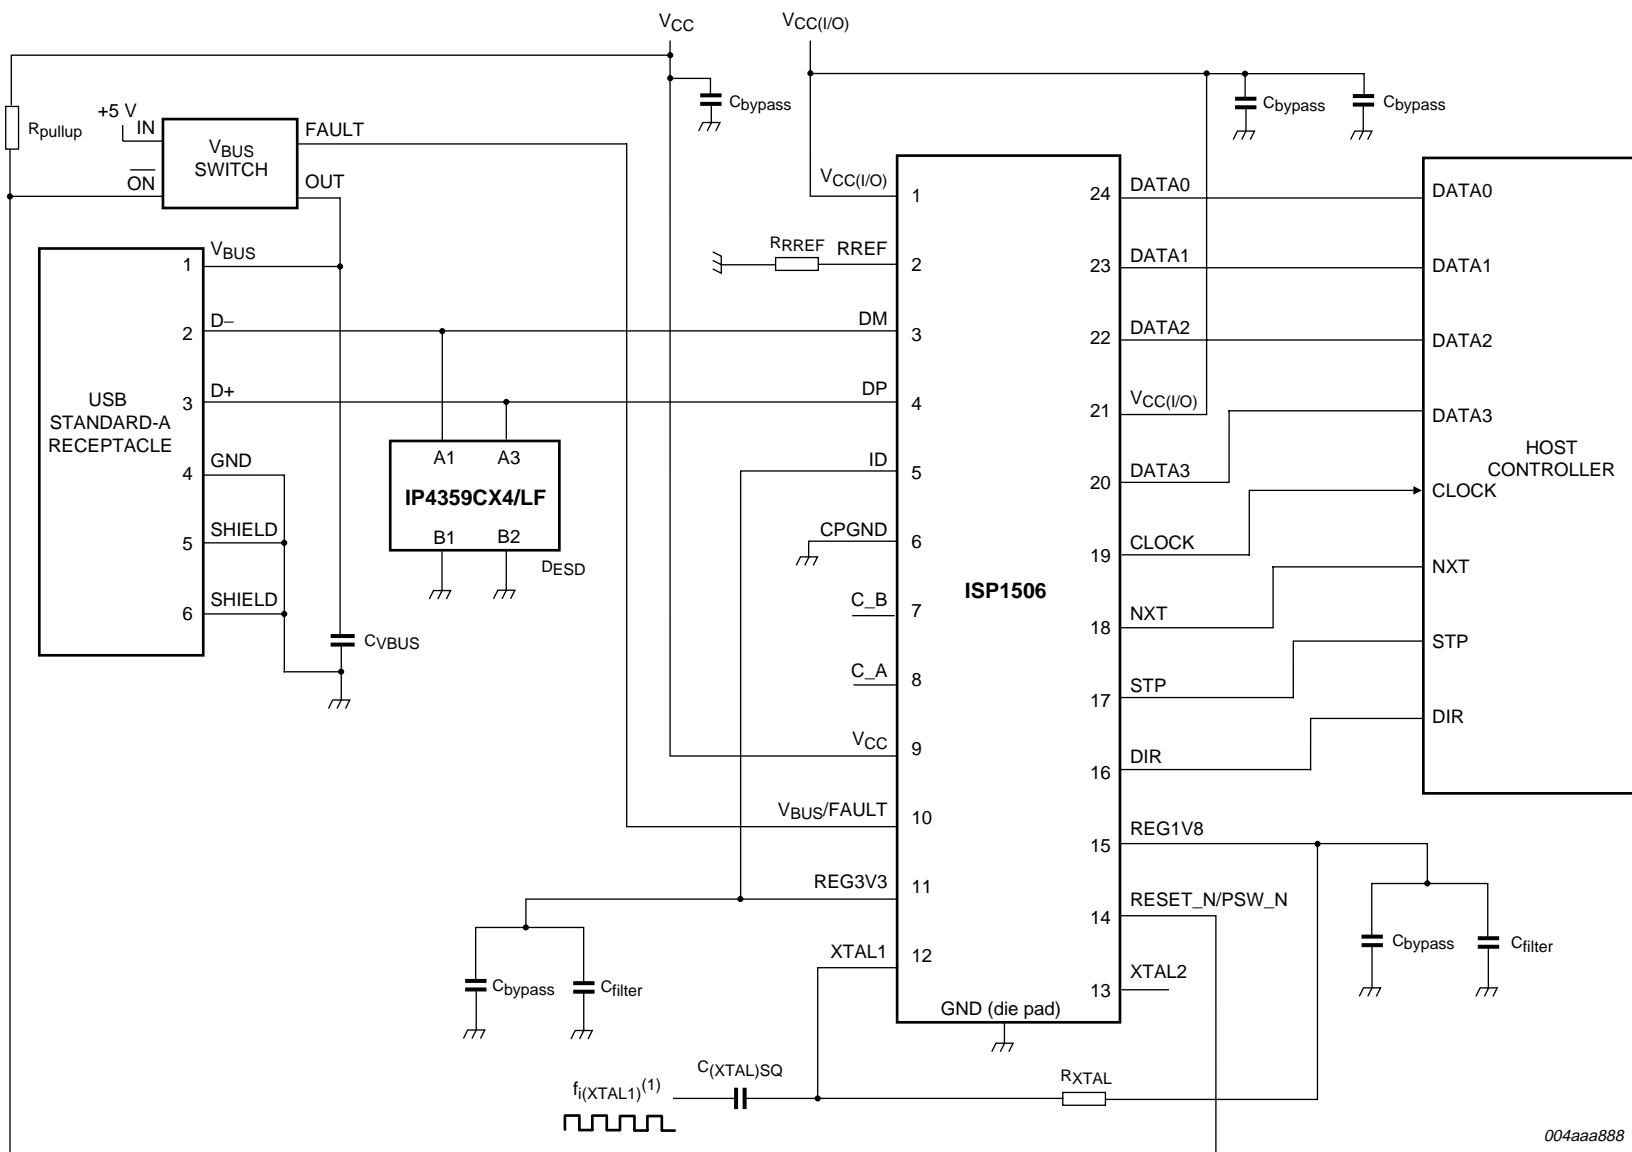 VCC
VCC(I/O)
Cbypass
Cbypass
Cbypass
Rpullup
+5 V
IN
ON
VBUS
SWITCH
FAULT
OUT
USB
STANDARD-A
RECEPTACLE
1
VBUS
2
D−
3
D+
4
GND
5
SHIELD
6
SHIELD
CVBUS
A1
A3
IP4359CX4/LF
B1
B2
DESD
ISP1506
VCC(I/O)
1
RRREF
RREF
2
DM
3
DP
4
ID
5
CPGND
6
C_B
7
C_A
8
VCC
9
VBUS/FAULT
10
REG3V3
11
XTAL1
12
GND (die pad)
24
DATA0
23
DATA1
22
DATA2
21
VCC(I/O)
20
DATA3
19
CLOCK
18
NXT
17
STP
16
DIR
15
REG1V8
14
RESET_N/PSW_N
13
XTAL2
DATA0
DATA1
DATA2
DATA3
HOST
CONTROLLER
CLOCK
NXT
STP
DIR
Cbypass
Cfilter
Cbypass
Cfilter
fi(XTAL1)(1)
C(XTAL)SQ
RXTAL
004aaa888